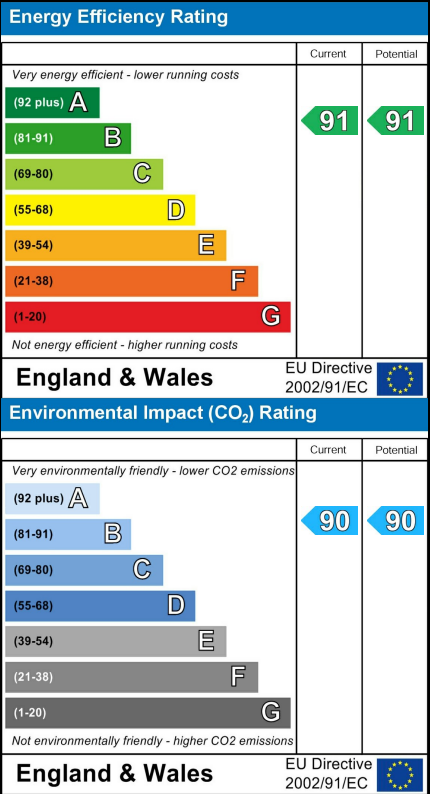 Energy Efficiency Rating
Current Potential
Very energy efficient - lower running costs
(92 plus) A
91 91
(81-91) B
(69-80) C
(55-68) D
(39-54) E
(21-38) F
(1-20) G
Not energy efficient - higher running costs
England & Wales
EU Directive
2002/91/EC
Environmental Impact (CO₂) Rating
Current Potential
Very environmentally friendly - lower CO2 emissions
(92 plus) A
90 90
(81-91) B
(69-80) C
(55-68) D
(39-54) E
(21-38) F
(1-20) G
Not environmentally friendly - higher CO2 emissions
England & Wales
EU Directive
2002/91/EC